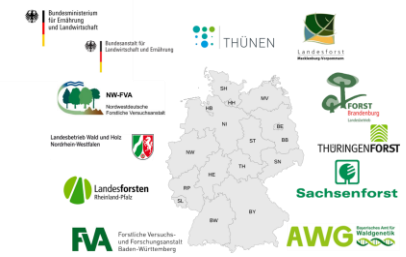 Bundesministerium
für Ernährung
und Landwirtschaft
Bundesanstalt für
Landwirtschaft und Ernährung
THÜNEN
Landesforst
Mecklenburg-Vorpommern
NW-FVA
Nordwestdeutsche
Forstliche Versuchsanstalt
FORST
Brandenburg
Landesbetrieb
Landesbetrieb Wald und Holz
Nordrhein-Westfalen
THÜRINGENFORST
Landesforsten
Rheinland-Pfalz
Sachsenforst
FVA
Forstliche Versuchs-
und Forschungsanstalt
Baden-Württemberg
AWG
Bayerisches Amt für
Waldgenetik
SH
HH
MV
HB
NI
BE
ST
BB
NW
SN
HE
TH
RP
SL
BW
BY